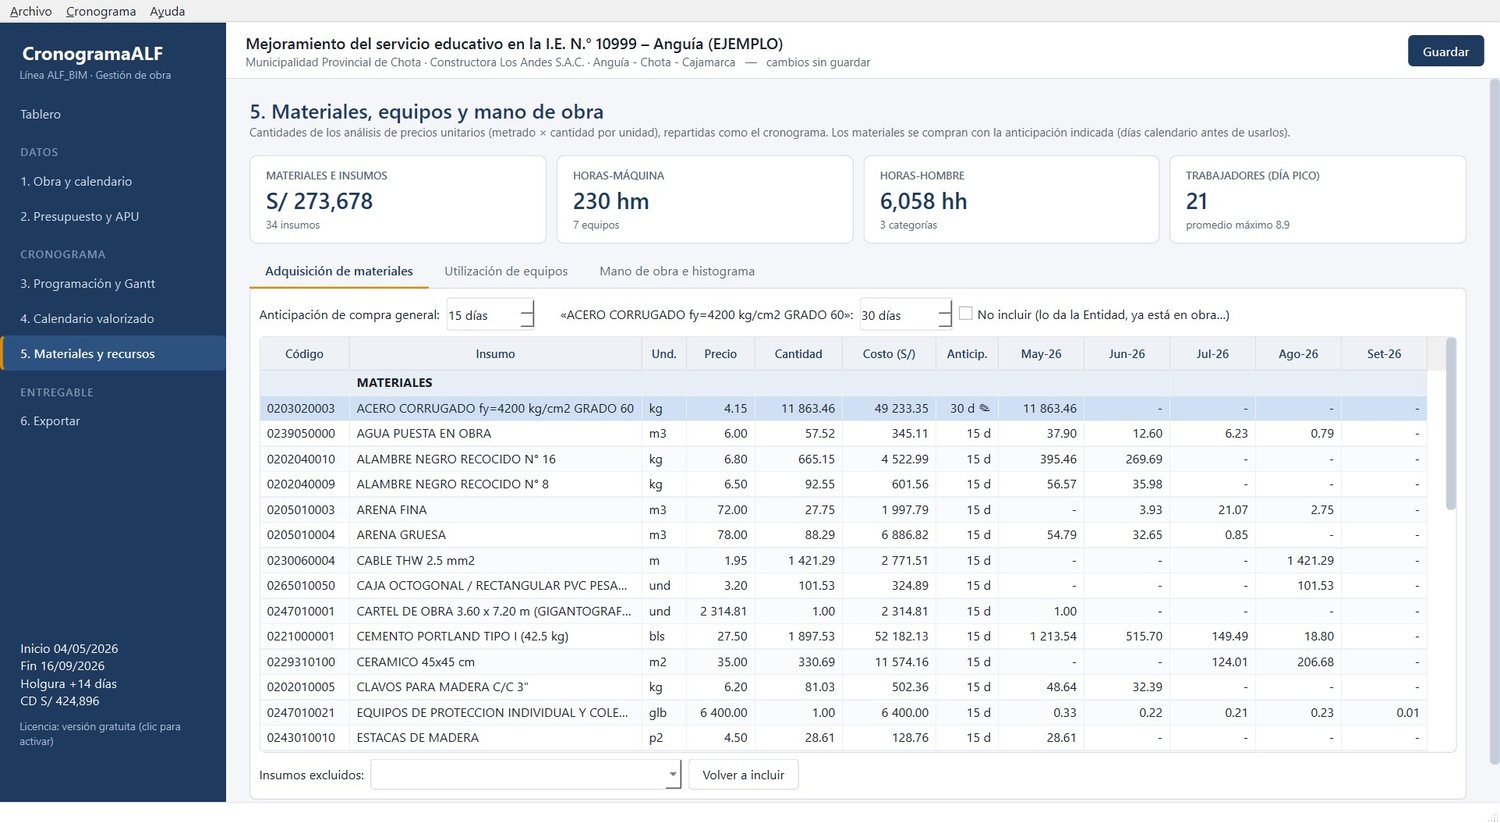 Archivo Cronograma Ayuda
CronogramaALF
Línea ALF_BIM · Gestión de obra
Tablero
DATOS
1. Obra y calendario
2. Presupuesto y APU
CRONOGRAMA
3. Programación y Gantt
4. Calendario valorizado
5. Materiales y recursos
ENTREGABLE
6. Exportar
Inicio 04/05/2026
Fin 16/09/2026
Holgura +14 días
CD S/ 424,896
Licencia: versión gratuita (clic para
activar)
Mejoramiento del servicio educativo en la I.E. N.° 10999 – Anguía (EJEMPLO)
Municipalidad Provincial de Chota · Constructora Los Andes S.A.C. · Anguía - Chota - Cajamarca — cambios sin guardar
Guardar
5. Materiales, equipos y mano de obra
Cantidades de los análisis de precios unitarios (metrado × cantidad por unidad), repartidas como el cronograma. Los materiales se compran con la anticipación indicada (días calendario antes de usarlos).
MATERIALES E INSUMOS
S/ 273,678
34 insumos
HORAS-MÁQUINA
230 hm
7 equipos
HORAS-HOMBRE
6,058 hh
3 categorías
TRABAJADORES (DÍA PICO)
21
promedio máximo 8.9
Adquisición de materiales Utilización de equipos Mano de obra e histograma
Anticipación de compra general: 15 días «ACERO CORRUGADO fy=4200 kg/cm2 GRADO 60»: 30 días No incluir (lo da la Entidad, ya está en obra...)
Código Insumo Und. Precio Cantidad Costo (S/) Anticip. May-26 Jun-26 Jul-26 Ago-26 Set-26
MATERIALES
0203020003 ACERO CORRUGADO fy=4200 kg/cm2 GRADO 60 kg 4.15 11 863.46 49 233.35 30 d ✎ 11 863.46 - - - -
0239050000 AGUA PUESTA EN OBRA m3 6.00 57.52 345.11 15 d 37.90 12.60 6.23 0.79 -
0202040010 ALAMBRE NEGRO RECOCIDO N° 16 kg 6.80 665.15 4 522.99 15 d 395.46 269.69 - - -
0202040009 ALAMBRE NEGRO RECOCIDO N° 8 kg 6.50 92.55 601.56 15 d 56.57 35.98 - - -
0205010003 ARENA FINA m3 72.00 27.75 1 997.79 15 d - 3.93 21.07 2.75 -
0205010004 ARENA GRUESA m3 78.00 88.29 6 886.82 15 d 54.79 32.65 0.85 - -
0230060004 CABLE THW 2.5 mm2 m 1.95 1 421.29 2 771.51 15 d - - - 1 421.29 -
0265010050 CAJA OCTOGONAL / RECTANGULAR PVC PESA... und 3.20 101.53 324.89 15 d - - - 101.53 -
0247010001 CARTEL DE OBRA 3.60 x 7.20 m (GIGANTOGRAF... und 2 314.81 1.00 2 314.81 15 d 1.00 - - - -
0221000001 CEMENTO PORTLAND TIPO I (42.5 kg) bls 27.50 1 897.53 52 182.13 15 d 1 213.54 515.70 149.49 18.80 -
0229310100 CERAMICO 45x45 cm m2 35.00 330.69 11 574.16 15 d - - 124.01 206.68 -
0202010005 CLAVOS PARA MADERA C/C 3" kg 6.20 81.03 502.36 15 d 48.64 32.39 - - -
0247010021 EQUIPOS DE PROTECCION INDIVIDUAL Y COLE... glb 6 400.00 1.00 6 400.00 15 d 0.33 0.22 0.21 0.23 0.01
0243010010 ESTACAS DE MADERA p2 4.50 28.61 128.76 15 d 28.61 - - - -
Insumos excluidos: Volver a incluir